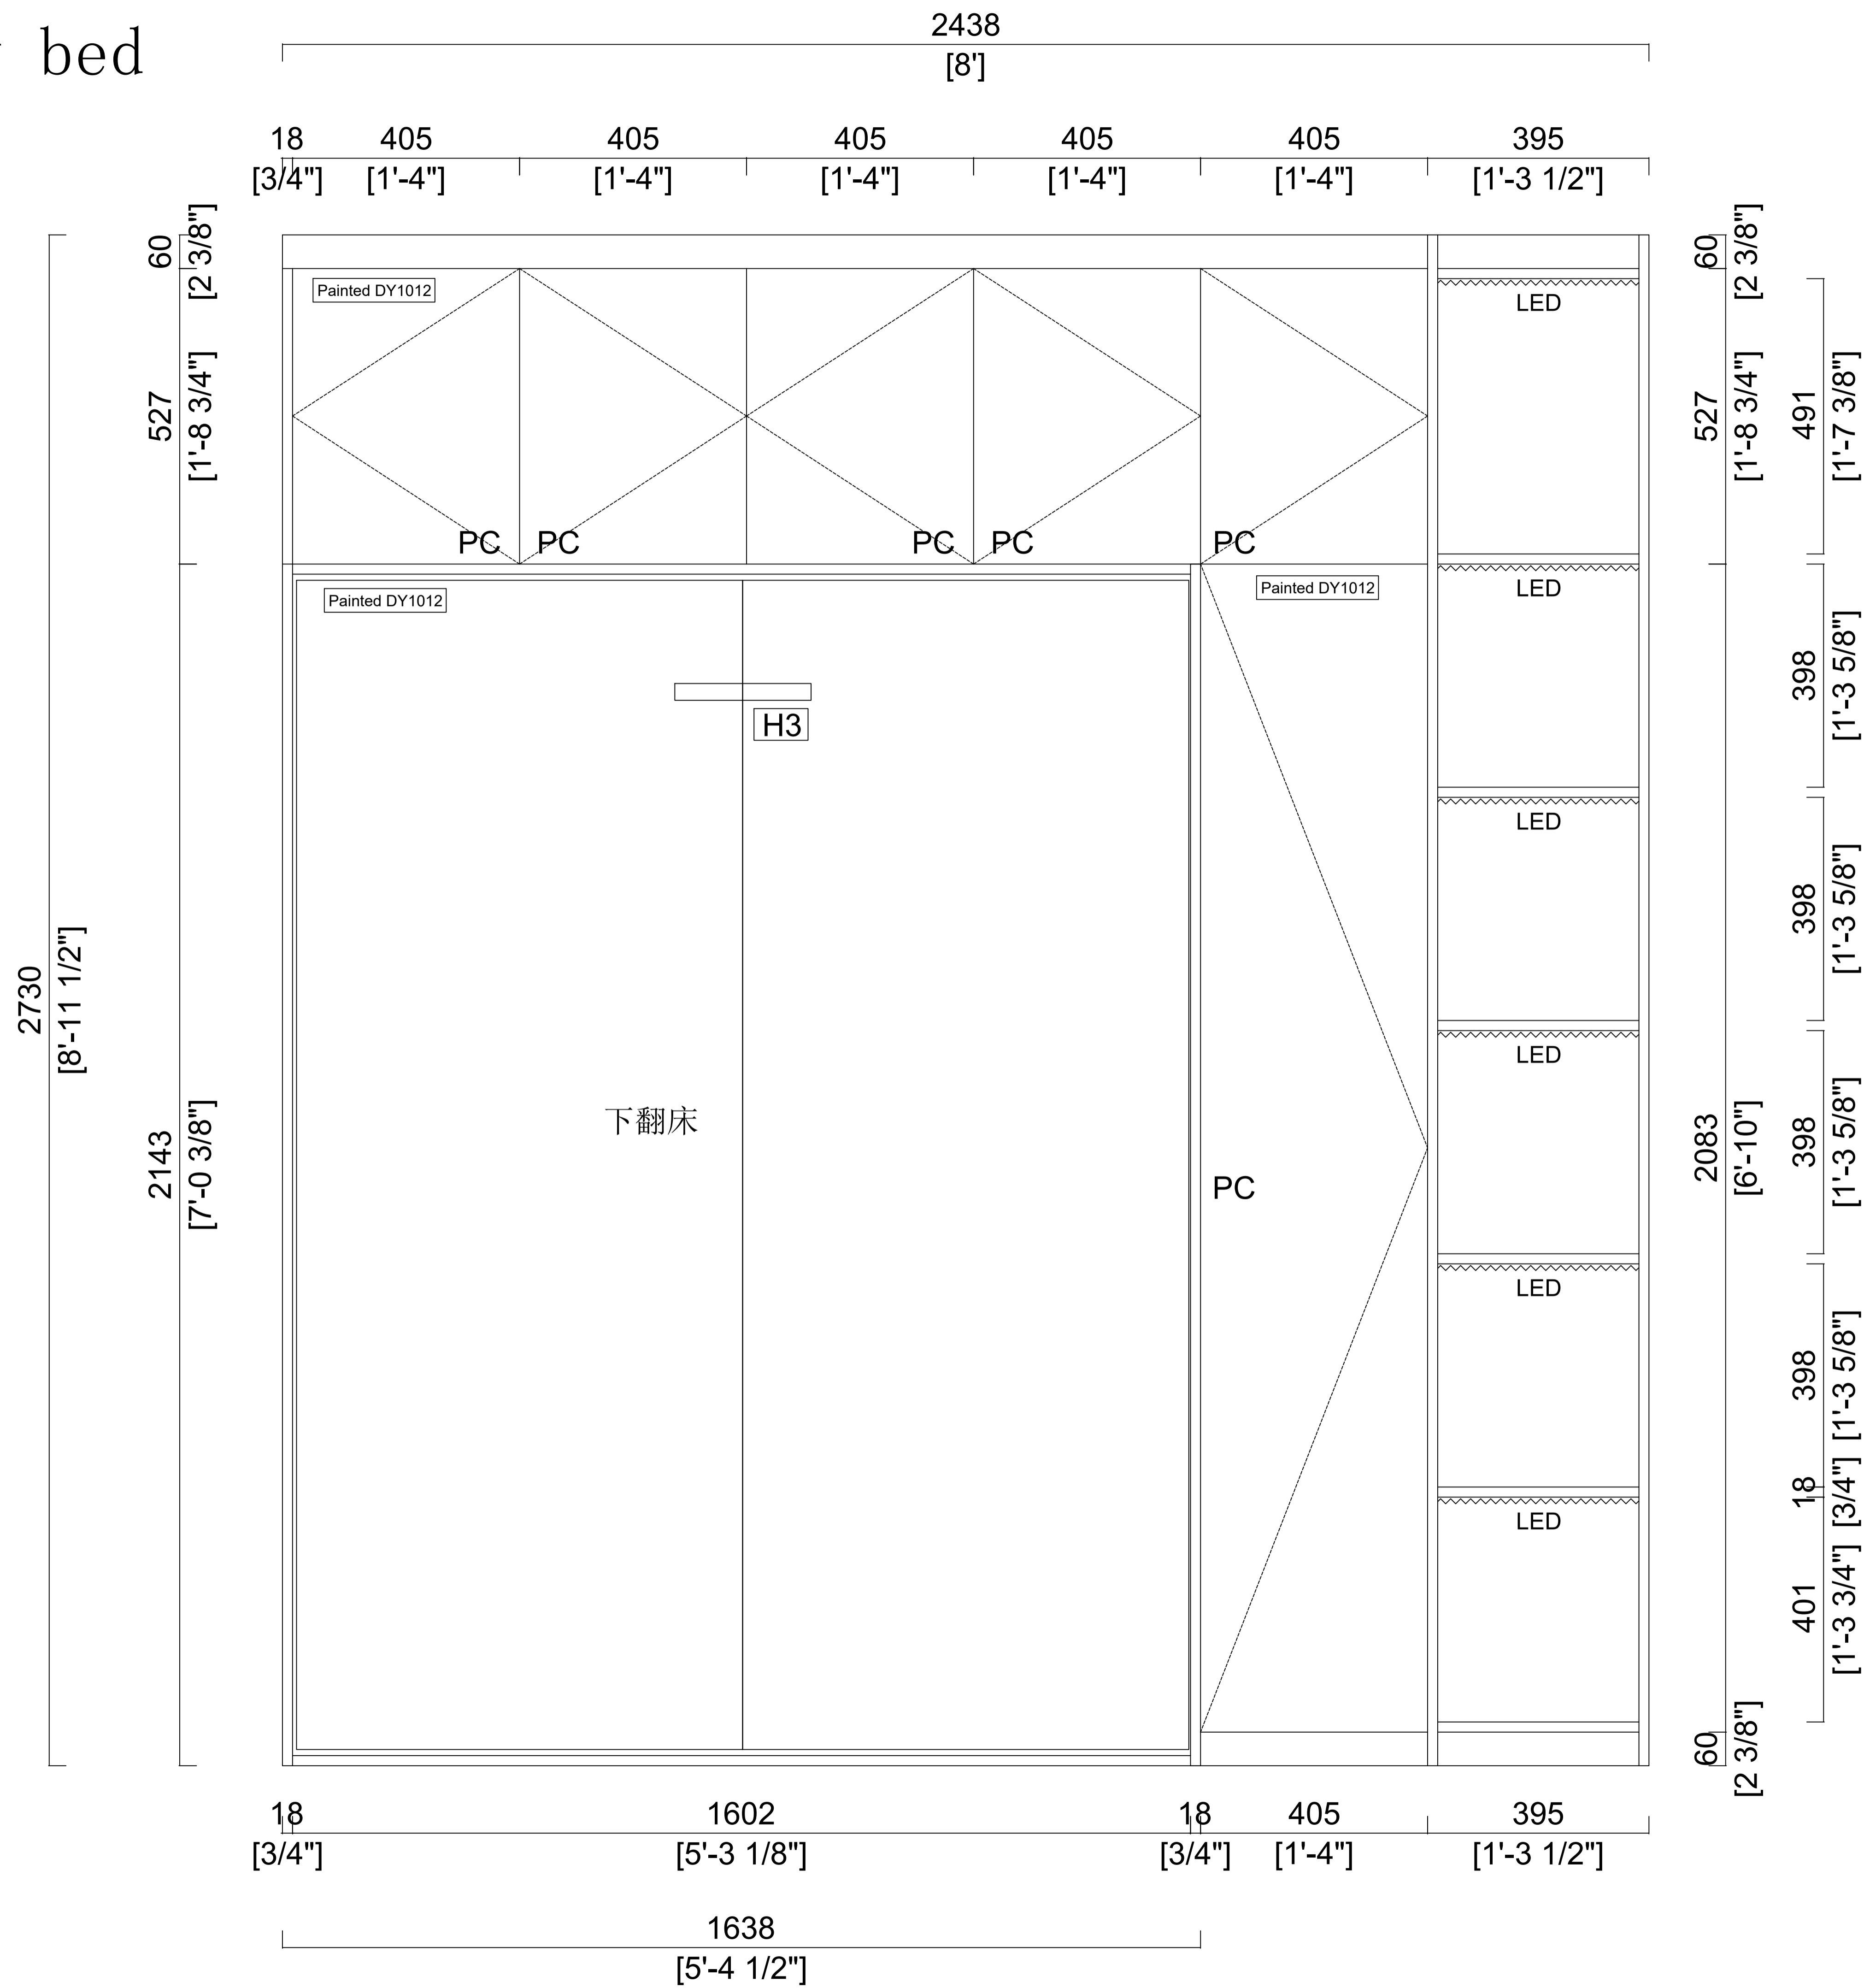 bed
2438
[8']
18 405 405 405 405 405 395
[3/4"] [1'-4"] [1'-4"] [1'-4"] [1'-4"] [1'-4"] [1'-3 1/2"]
60
[2 3/8"]
527
[1'-8 3/4"]
2143
[7'-0 3/8"]
2730
[8'-11 1/2"]
Painted DY1012
PC PC PC PC PC
Painted DY1012
Painted DY1012
H3
下翻床
PC
LED
LED
LED
LED
LED
LED
60
[2 3/8"]
527
[1'-8 3/4"]
2083
[6'-10"]
60
[2 3/8"]
491
[1'-7 3/8"]
398
[1'-3 5/8"]
398
[1'-3 5/8"]
398
[1'-3 5/8"]
398
[1'-3 5/8"]
18
[3/4"]
401
[1'-3 3/4"]
18 1602 18 405 395
[3/4"] [5'-3 1/8"] [3/4"] [1'-4"] [1'-3 1/2"]
1638
[5'-4 1/2"]